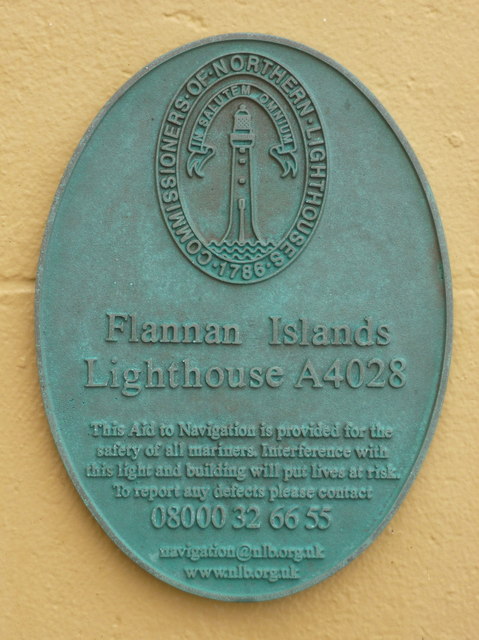 COMMISSIONERS·OF·NORTHERN·LIGHTHOUSES
IN SALUTEM OMNIUM
·1786·
Flannan Islands
Lighthouse A4028
This Aid to Navigation is provided for the
safety of all mariners. Interference with
this light and building will put lives at risk.
To report any defects please contact
08000 32 66 55
navigation@nlb.org.uk
www.nlb.org.uk